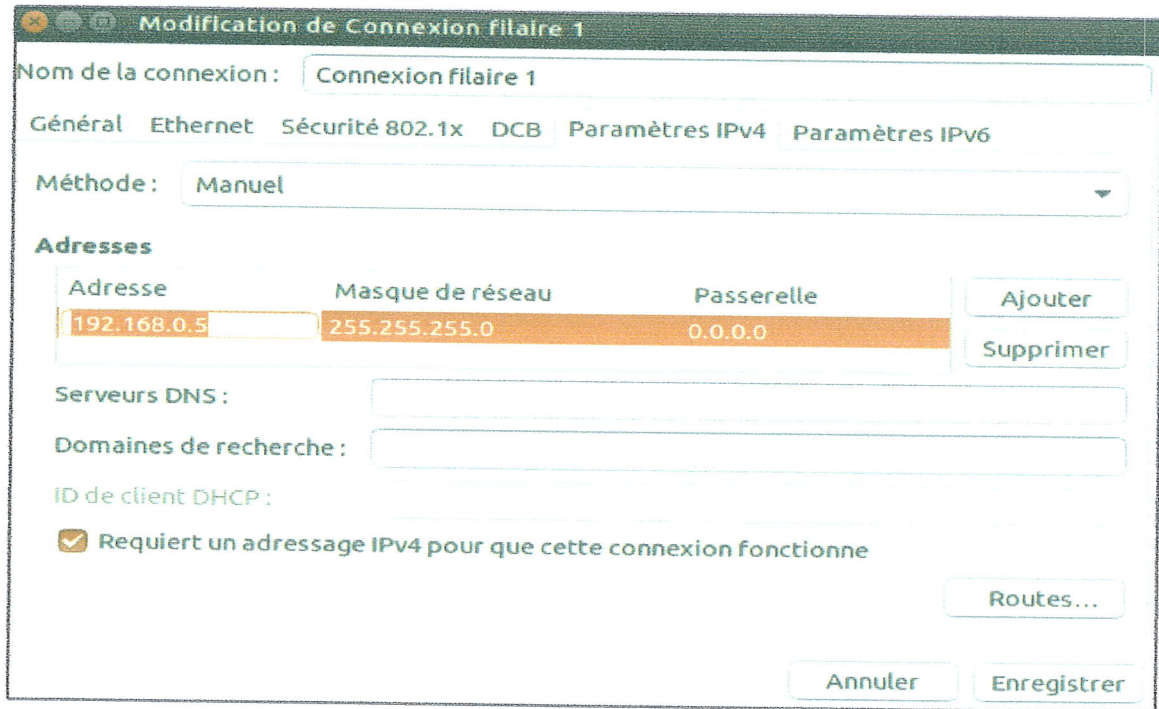 Modification de Connexion filaire 1
Nom de la connexion : Connexion filaire 1
Général Ethernet Sécurité 802.1x DCB Paramètres IPv4 Paramètres IPv6
Méthode : Manuel
Adresses
Adresse Masque de réseau Passerelle Ajouter
192.168.0.5 255.255.255.0 0.0.0.0
Supprimer
Serveurs DNS :
Domaines de recherche :
ID de client DHCP :
Requiert un adressage IPv4 pour que cette connexion fonctionne
Routes...
Annuler Enregistrer